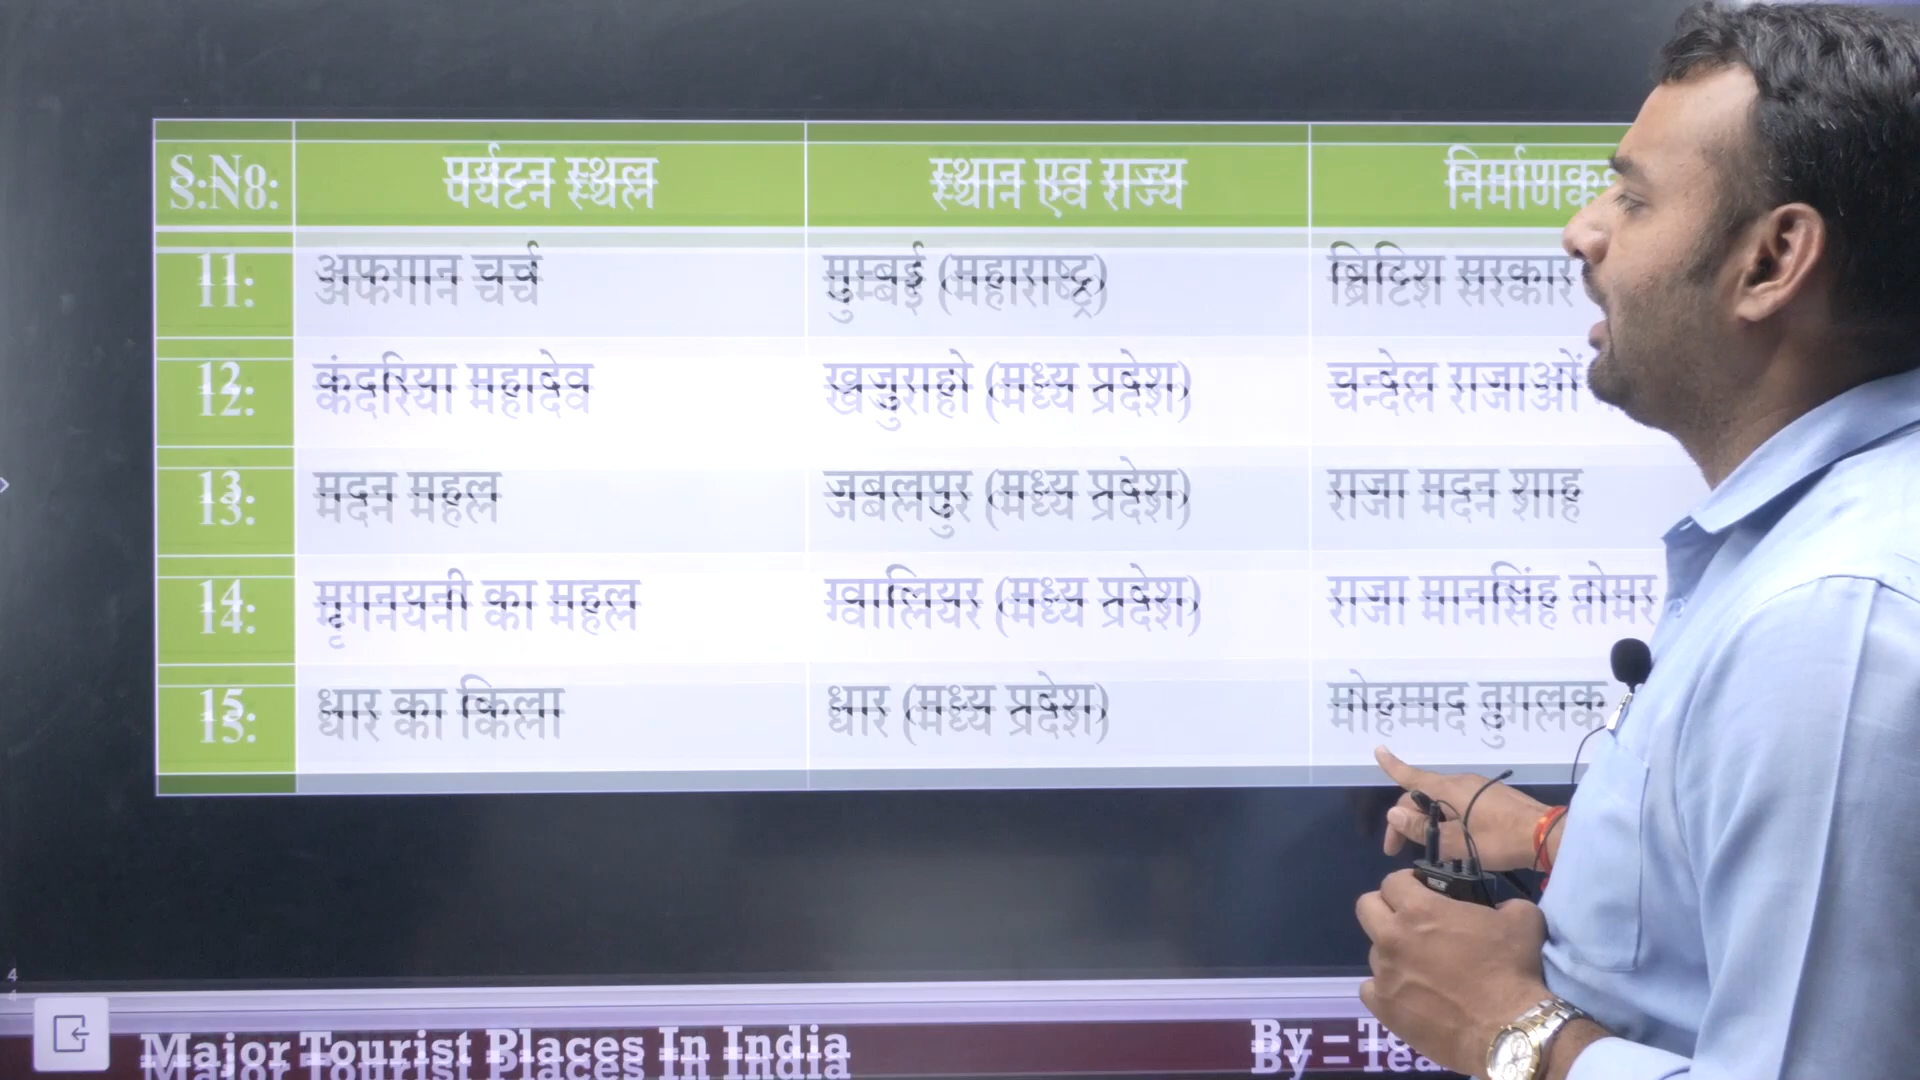 S.No. पर्यटन स्थल स्थान एव राज्य
11. अफगान चर्च मुम्बई (महाराष्ट्र) ब्रिटिश सरकार
12. कंदरिया महादेव खजुराहो (मध्य प्रदेश) चन्देल राजाओं
13. मदन महल जबलपुर (मध्य प्रदेश) राजा मदन शाह
14. मृगनयनी का महल ग्वालियर (मध्य प्रदेश) राजा मानसिंह तोमर
15. धार का किला धार (मध्य प्रदेश) मोहम्मद तुगलक
4
Major Tourist Places In India By –